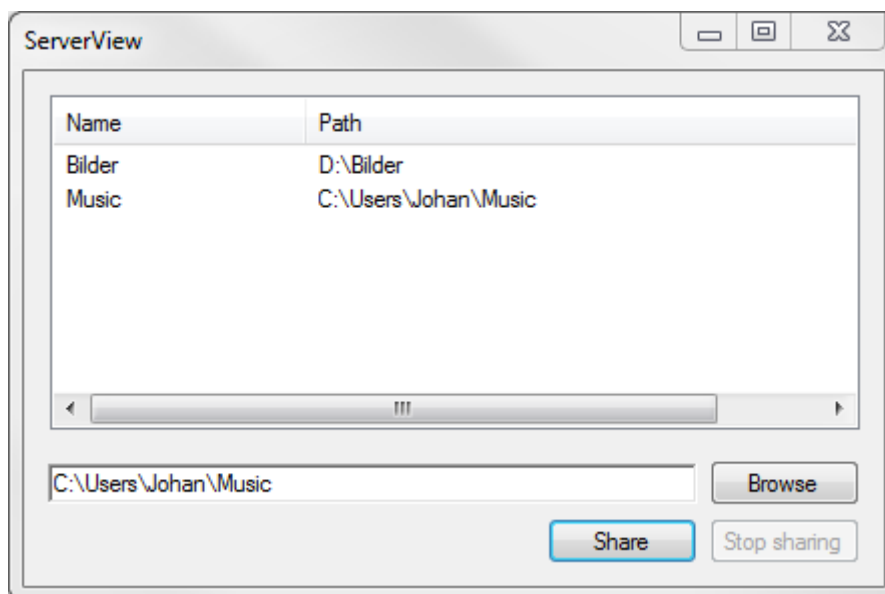 ServerView
Name Path
Bilder D:\Bilder
Music C:\Users\Johan\Music
C:\Users\Johan\Music Browse
Share Stop sharing